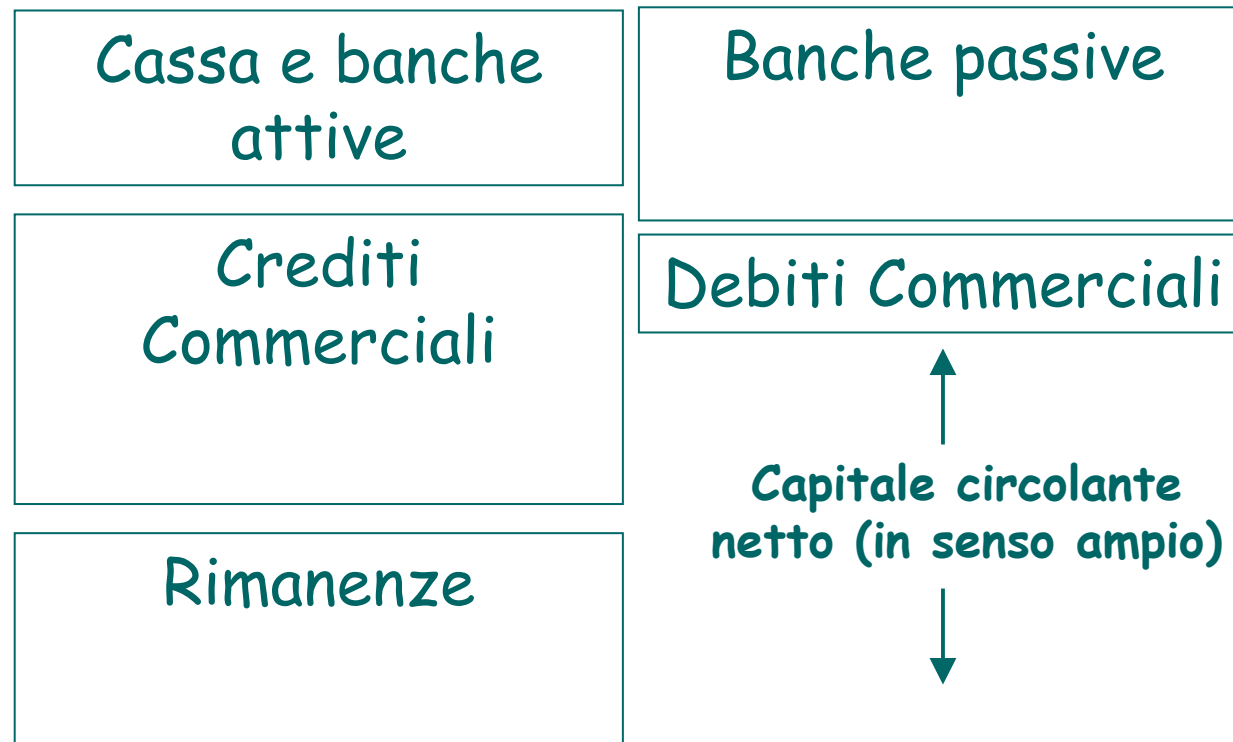 Cassa e banche
attive
Crediti
Commerciali
Rimanenze
Banche passive
Debiti Commerciali
Capitale circolante
netto (in senso ampio)